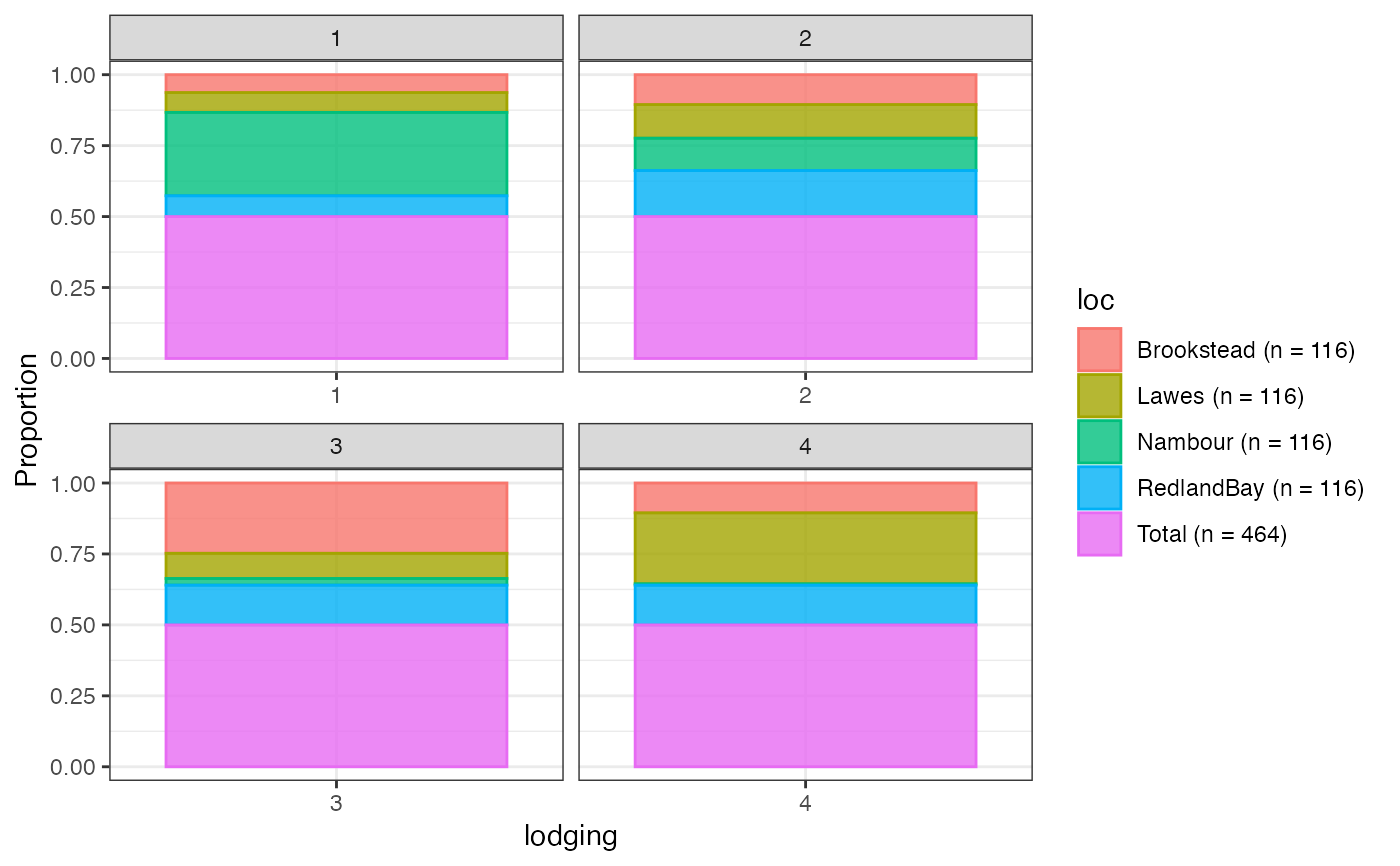 1
2
1.00
0.75
0.50
0.25
0.00
1
2
3
4
1.00
0.75
0.50
0.25
0.00
3
4
Proportion
lodging
loc
Brookstead (n = 116)
Lawes (n = 116)
Nambour (n = 116)
RedlandBay (n = 116)
Total (n = 464)